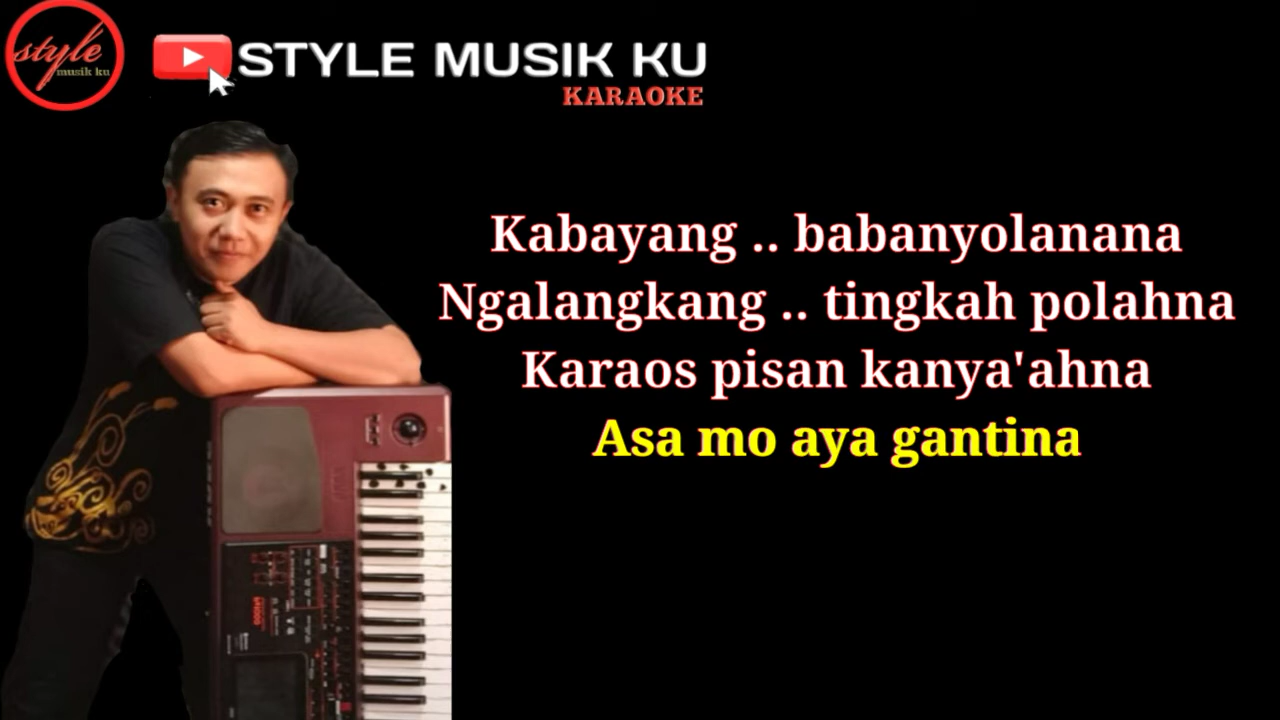 style
musik ku
STYLE MUSIK KU
KARAOKE
Kabayang .. babanyolanana
Ngalangkang .. tingkah polahna
Karaos pisan kanya'ahna
Asa mo aya gantina